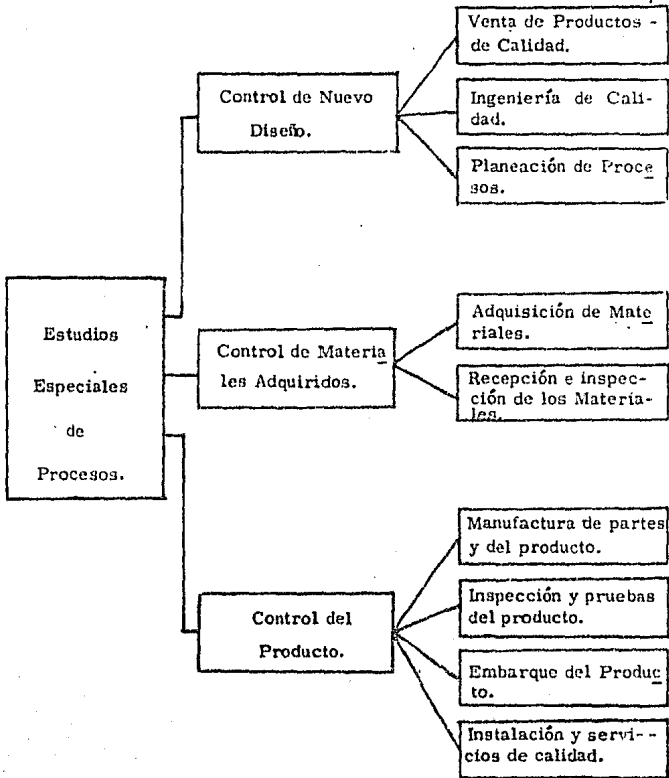 Venta de Productos -
de Calidad.
Control de Nuevo
Diseño.
Ingeniería de Cali-
dad.
Planeación de Proce
sos.
Estudios
Especiales
de
Procesos.
Control de Materia
les Adquiridos.
Adquisición de Mate
riales.
Recepción e inspec-
ción de los Materia-
les.
Control del
Producto.
Manufactura de partes
y del producto.
Inspección y pruebas
del producto.
Embarque del Produc
to.
Instalación y servi- -
cios de calidad.